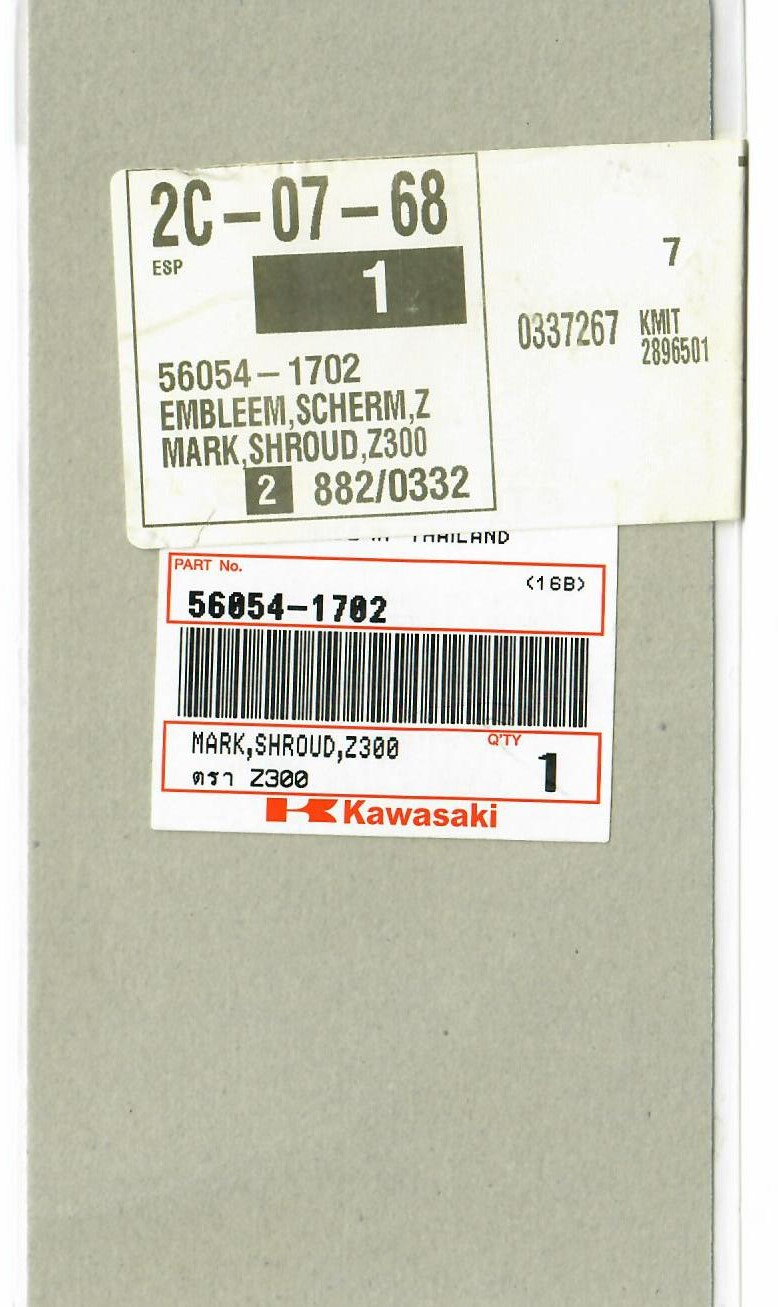 2C-07-68
ESP
1
7
0337267 KMIT
2896501
56054-1702
EMBLEEM,SCHERM,Z
MARK,SHROUD,Z300
2 882/0332
THAILAND
PART No.
(16B)
56054-1702
MARK,SHROUD,Z300
Q'TY
ตรา Z300
1
Kawasaki